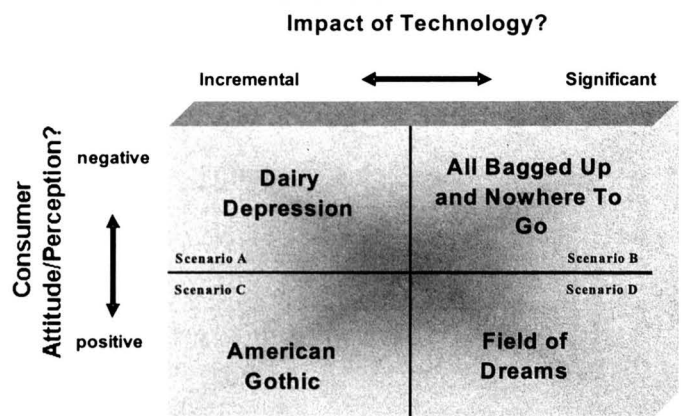 Impact of Technology?
Incremental
Significant
Consumer
Attitude/Perception?
negative
positive
Dairy
Depression
Scenario A
All Bagged Up
and Nowhere To
Go
Scenario B
Scenario C
American
Gothic
Scenario D
Field of
Dreams